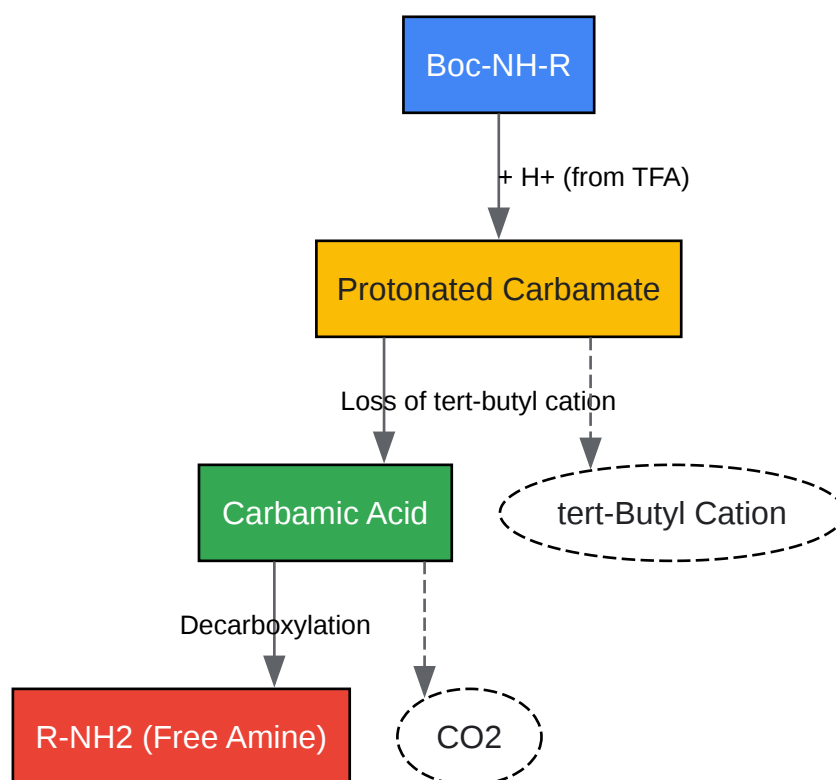 Boc-NH-R
+ H+ (from TFA)
Protonated Carbamate
Loss of tert-butyl cation
Carbamic Acid
tert-Butyl Cation
Decarboxylation
R-NH2 (Free Amine)
CO2